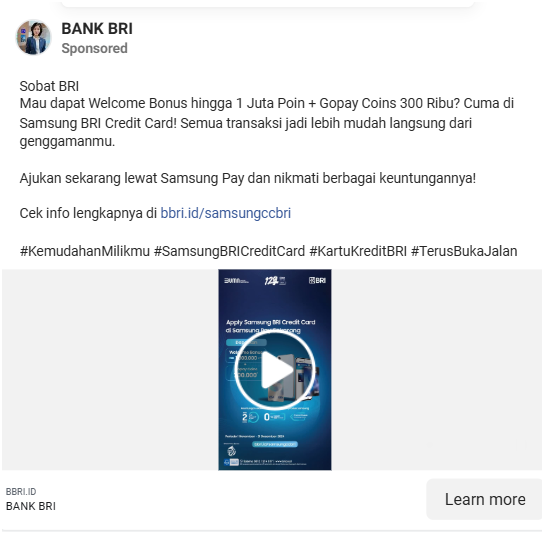 BANK BRI
Sponsored
Sobat BRI
Mau dapat Welcome Bonus hingga 1 Juta Poin + Gopay Coins 300 Ribu? Cuma di
Samsung BRI Credit Card! Semua transaksi jadi lebih mudah langsung dari
genggamanmu.
Ajukan sekarang lewat Samsung Pay dan nikmati berbagai keuntungannya!
Cek info lengkapnya di bbri.id/samsungccbri
#KemudahanMilikmu #SamsungBRICreditCard #KartuKreditBRI #TerusBukaJalan
BUMN
BRI
Apply Samsung BRI Credit Card
di Samsung
BBRI.ID
BANK BRI
Learn more